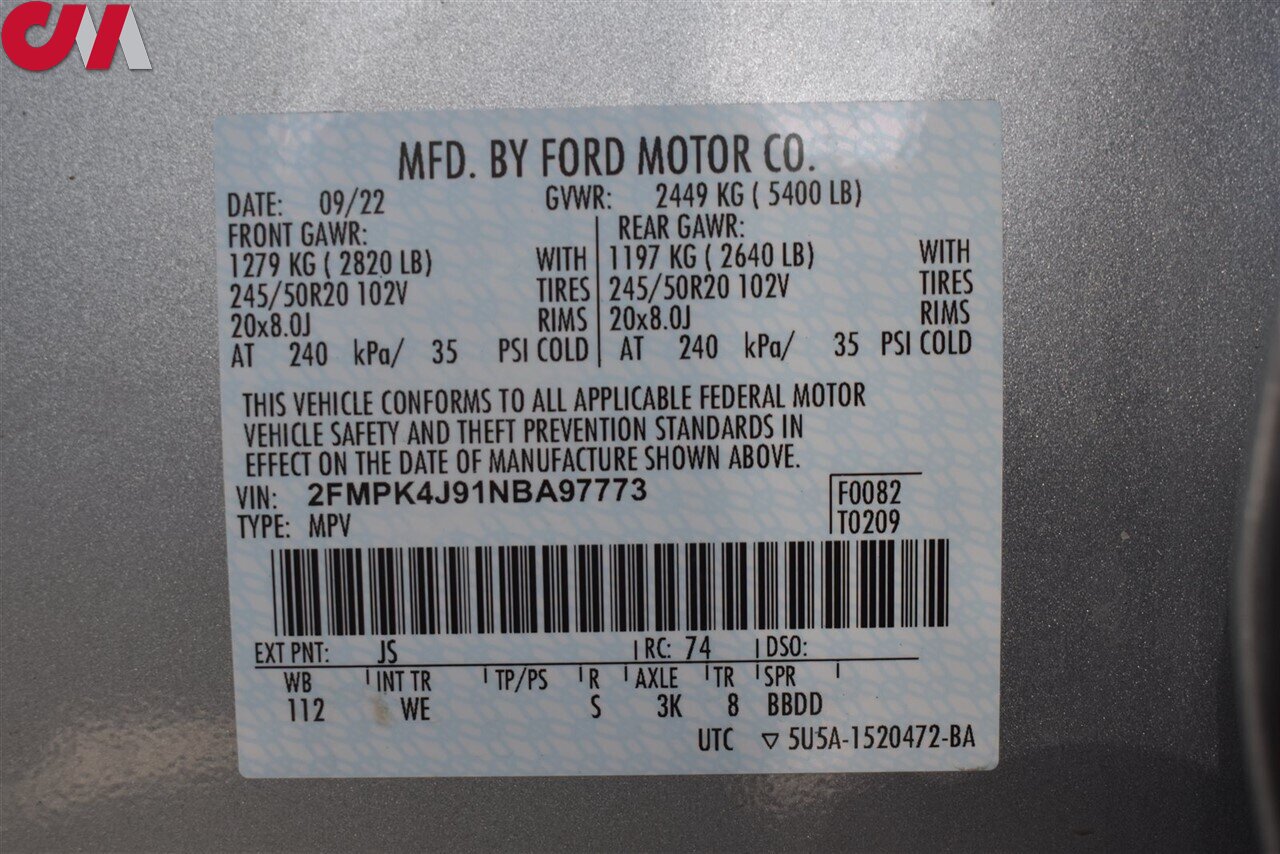 CM
MFD. BY FORD MOTOR CO.
DATE: 09/22 GVWR: 2449 KG ( 5400 LB)
FRONT GAWR: REAR GAWR:
1279 KG ( 2820 LB) WITH 1197 KG ( 2640 LB) WITH
245/50R20 102V TIRES 245/50R20 102V TIRES
20x8.0J RIMS 20x8.0J RIMS
AT 240 kPa/ 35 PSI COLD AT 240 kPa/ 35 PSI COLD
THIS VEHICLE CONFORMS TO ALL APPLICABLE FEDERAL MOTOR
VEHICLE SAFETY AND THEFT PREVENTION STANDARDS IN
EFFECT ON THE DATE OF MANUFACTURE SHOWN ABOVE.
VIN: 2FMPK4J91NBA97773 F0082
TYPE: MPV T0209
EXT PNT: JS RC: 74 DSO:
WB INT TR TP/PS R AXLE TR SPR
112 WE S 3K 8 BBDD
UTC ▽ 5U5A-1520472-BA